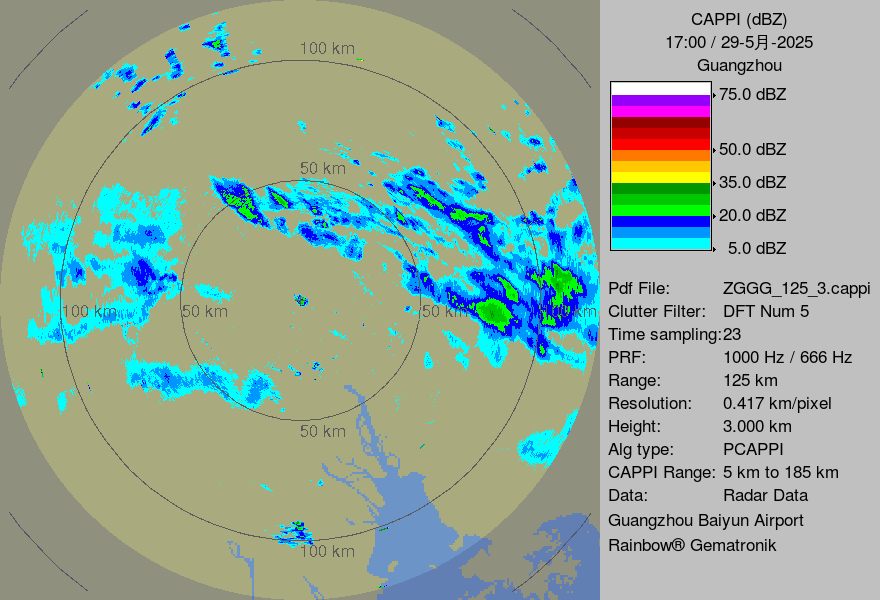 CAPPI (dBZ)
17:00 / 29-5月-2025
Guangzhou
75.0 dBZ
50.0 dBZ
35.0 dBZ
20.0 dBZ
5.0 dBZ
Pdf File: ZGGG_125_3.cappi
Clutter Filter: DFT Num 5
Time sampling:23
PRF: 1000 Hz / 666 Hz
Range: 125 km
Resolution: 0.417 km/pixel
Height: 3.000 km
Alg type: PCAPPI
CAPPI Range: 5 km to 185 km
Data: Radar Data
Guangzhou Baiyun Airport
Rainbow® Gematronik
100 km
50 km
100 km
50 km
50 km
100 km
50 km
100 km